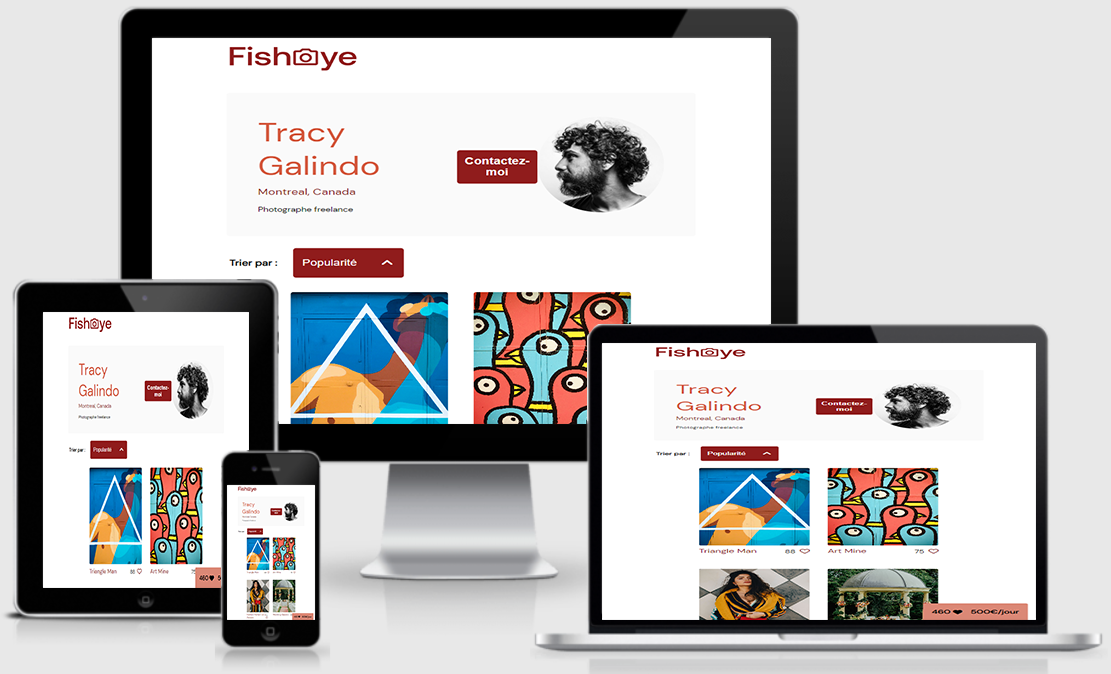 Fisheye
Tracy
Galindo
Montreal, Canada
Photographe freelance
Contactez-
moi
Trier par :
Popularité
Fisheye
Tracy
Galindo
Montreal, Canada
Photographe freelance
Contactez-
moi
Trier par :
Popularité
Triangle Man 88
Art Mine 75
460 5
Fisheye
Tracy
Galindo
Fisheye
Tracy
Galindo
Montreal, Canada
Photographe freelance
Contactez-
moi
Trier par :
Popularité
Triangle Man 88
Art Mine 75
460 500€/jour